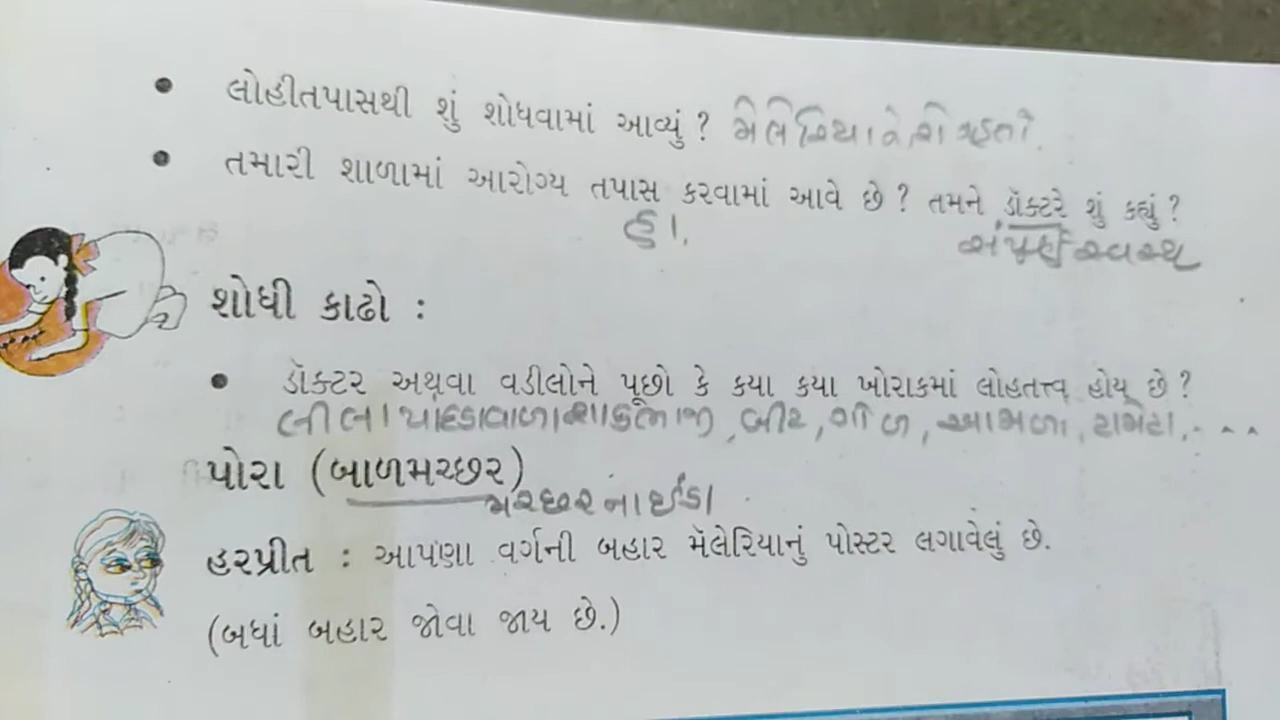 • લોહીતપાસથી શું શોધવામાં આવ્યું ? મેલેરિયા
• તમારી શાળામાં આરોગ્ય તપાસ કરવામાં આવે છે ? તમને ડૉક્ટરે શું કહ્યું ?
હા. સંપૂર્ણ સ્વસ્થ
શોધી કાઢો :
• ડૉક્ટર અથવા વડીલોને પૂછો કે કયા કયા ખોરાકમાં લોહતત્ત્વ હોય છે ?
લીલા પાદડાવાળા શાકભાજી, બીટ, ગોળ, આમળા, ટામેટા, . . .
પોરા (બાળમચ્છર)
મચ્છરના ઈંડા
હરપ્રીત : આપણા વર્ગની બહાર મૅલેરિયાનું પોસ્ટર લગાવેલું છે.
(બધાં બહાર જોવા જાય છે.)